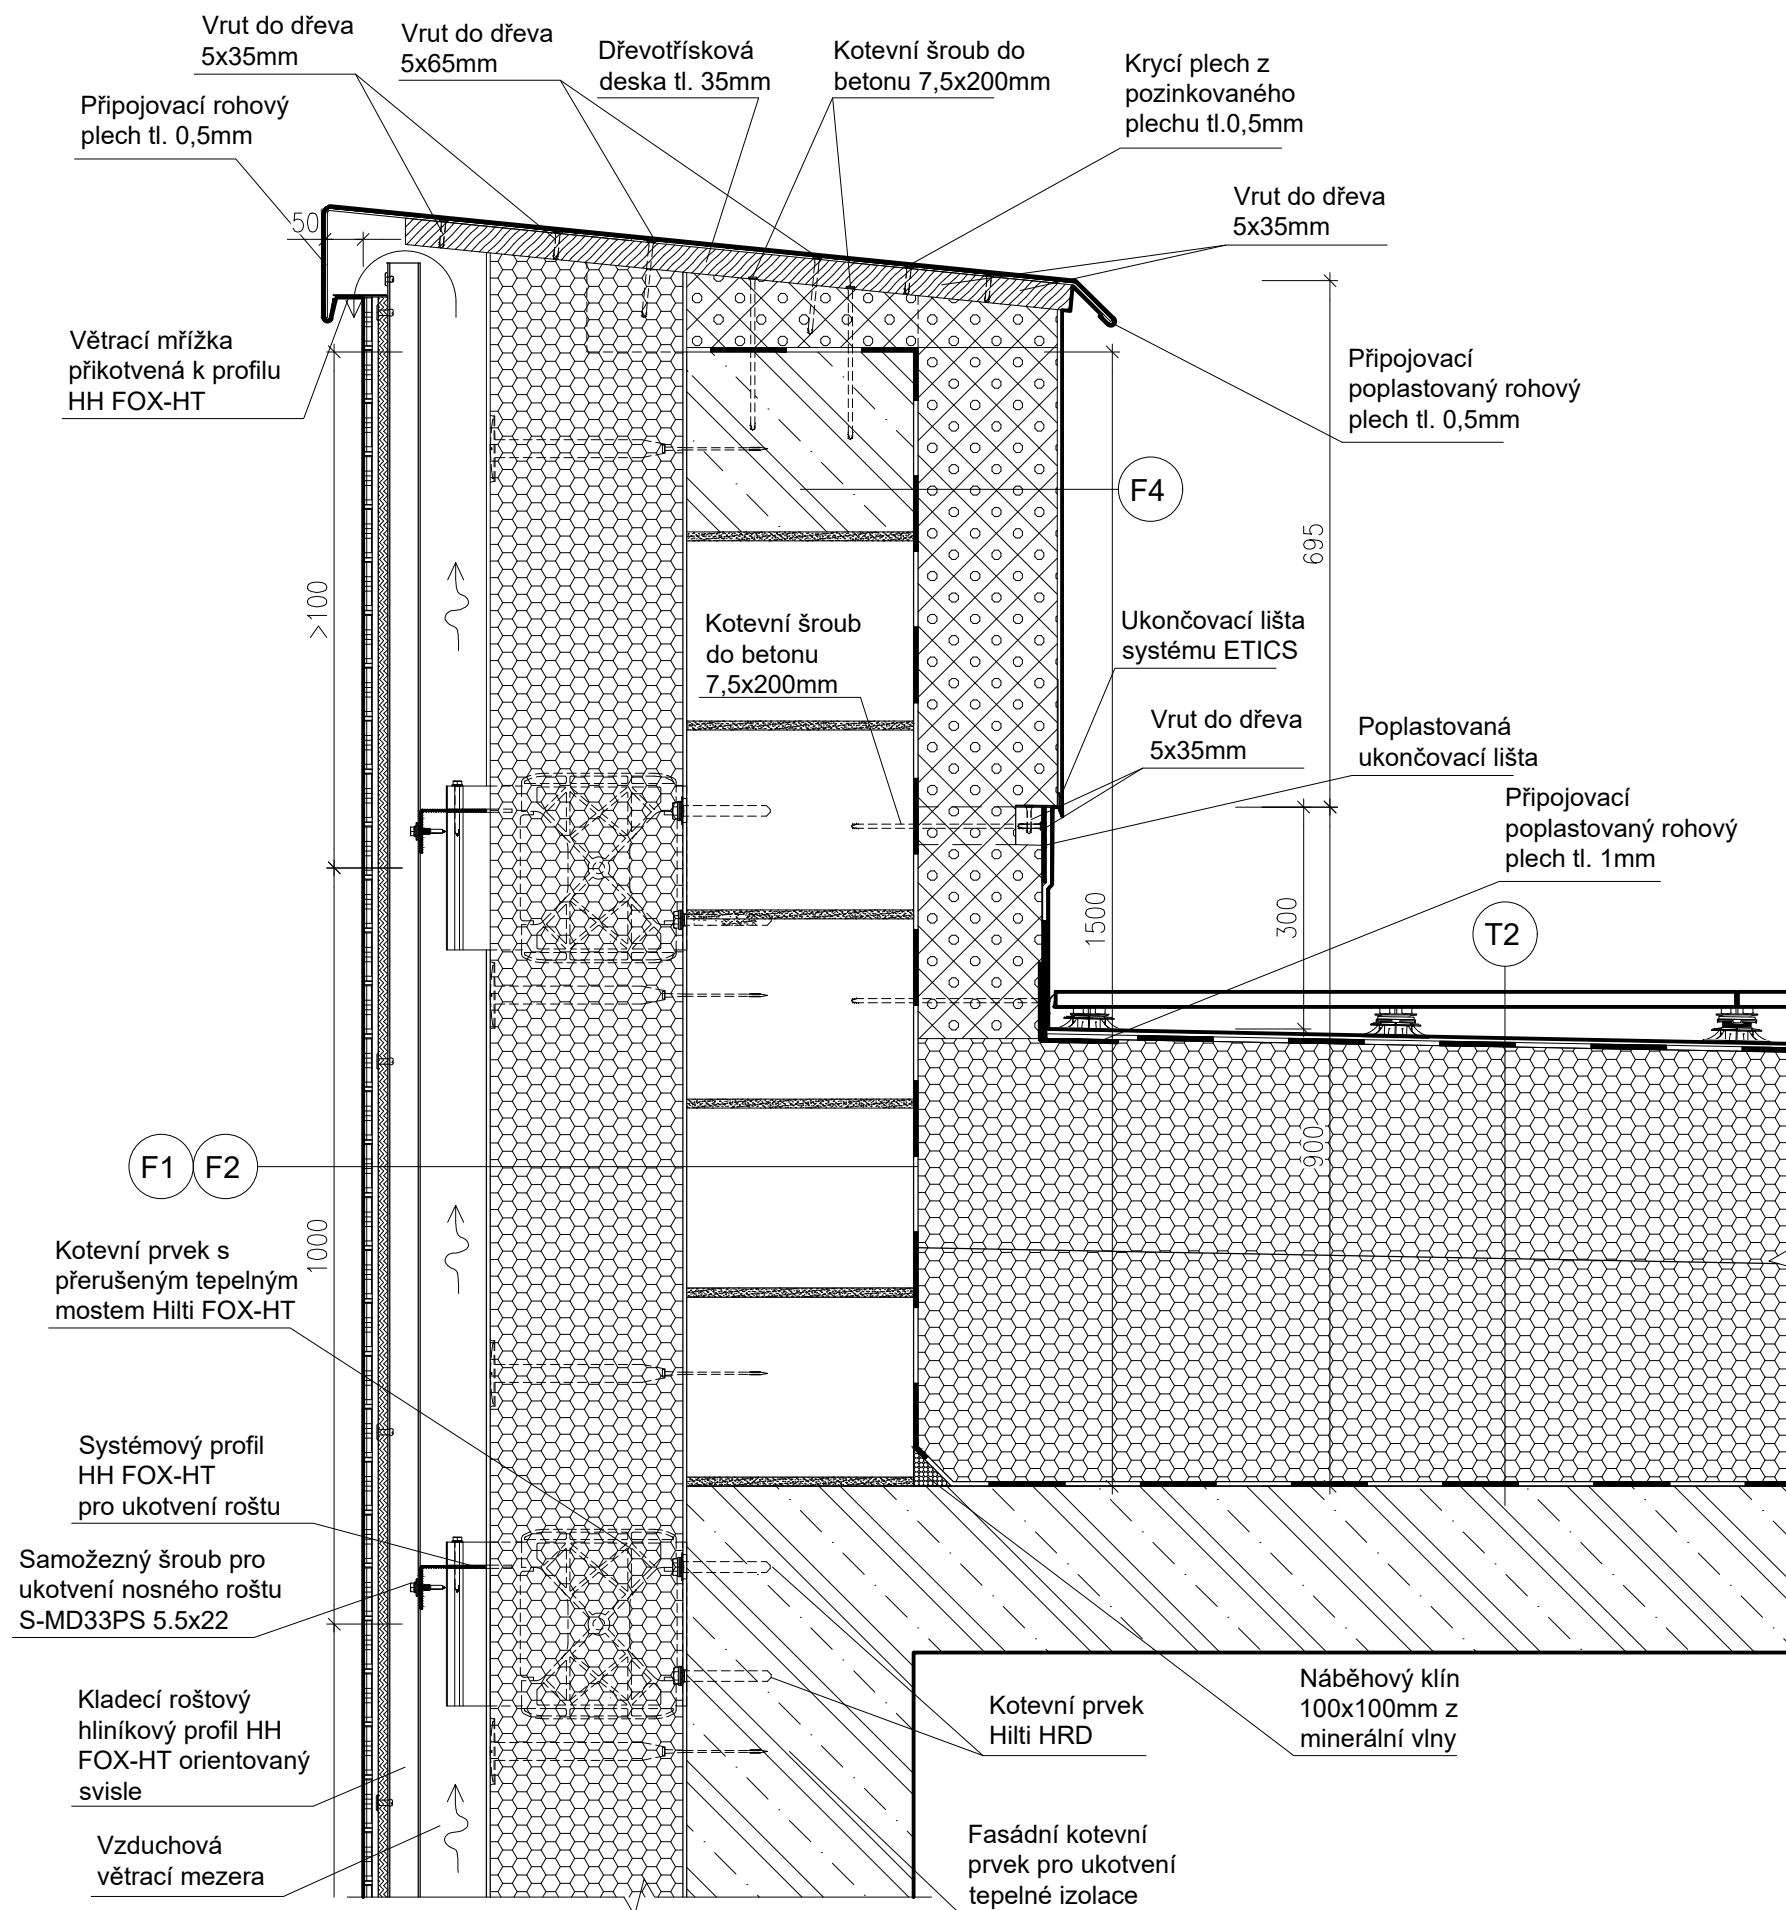 Vrut do dřeva
5x35mm
Vrut do dřeva
5x65mm
Dřevotřísková
deska tl. 35mm
Kotevní šroub do
betonu 7,5x200mm
Krycí plech z
pozinkovaného
plechu tl.0,5mm
Připojovací rohový
plech tl. 0,5mm
Vrut do dřeva
5x35mm
50
Větrací mřížka
přikotvená k profilu
HH FOX-HT
Připojovací
poplastovaný rohový
plech tl. 0,5mm
F4
695
>100
Kotevní šroub
do betonu
7,5x200mm
Ukončovací lišta
systému ETICS
Vrut do dřeva
5x35mm
Poplastovaná
ukončovací lišta
Připojovací
poplastovaný rohový
plech tl. 1mm
1500
300
T2
900
F1
F2
1000
Kotevní prvek s
přerušeným tepelným
mostem Hilti FOX-HT
Systémový profil
HH FOX-HT
pro ukotvení roštu
Samožezný šroub pro
ukotvení nosného roštu
S-MD33PS 5.5x22
Kladecí roštový
hliníkový profil HH
FOX-HT orientovaný
svisle
Vzduchová
větrací mezera
Kotevní prvek
Hilti HRD
Náběhový klín
100x100mm z
minerální vlny
Fasádní kotevní
prvek pro ukotvení
tepelné izolace